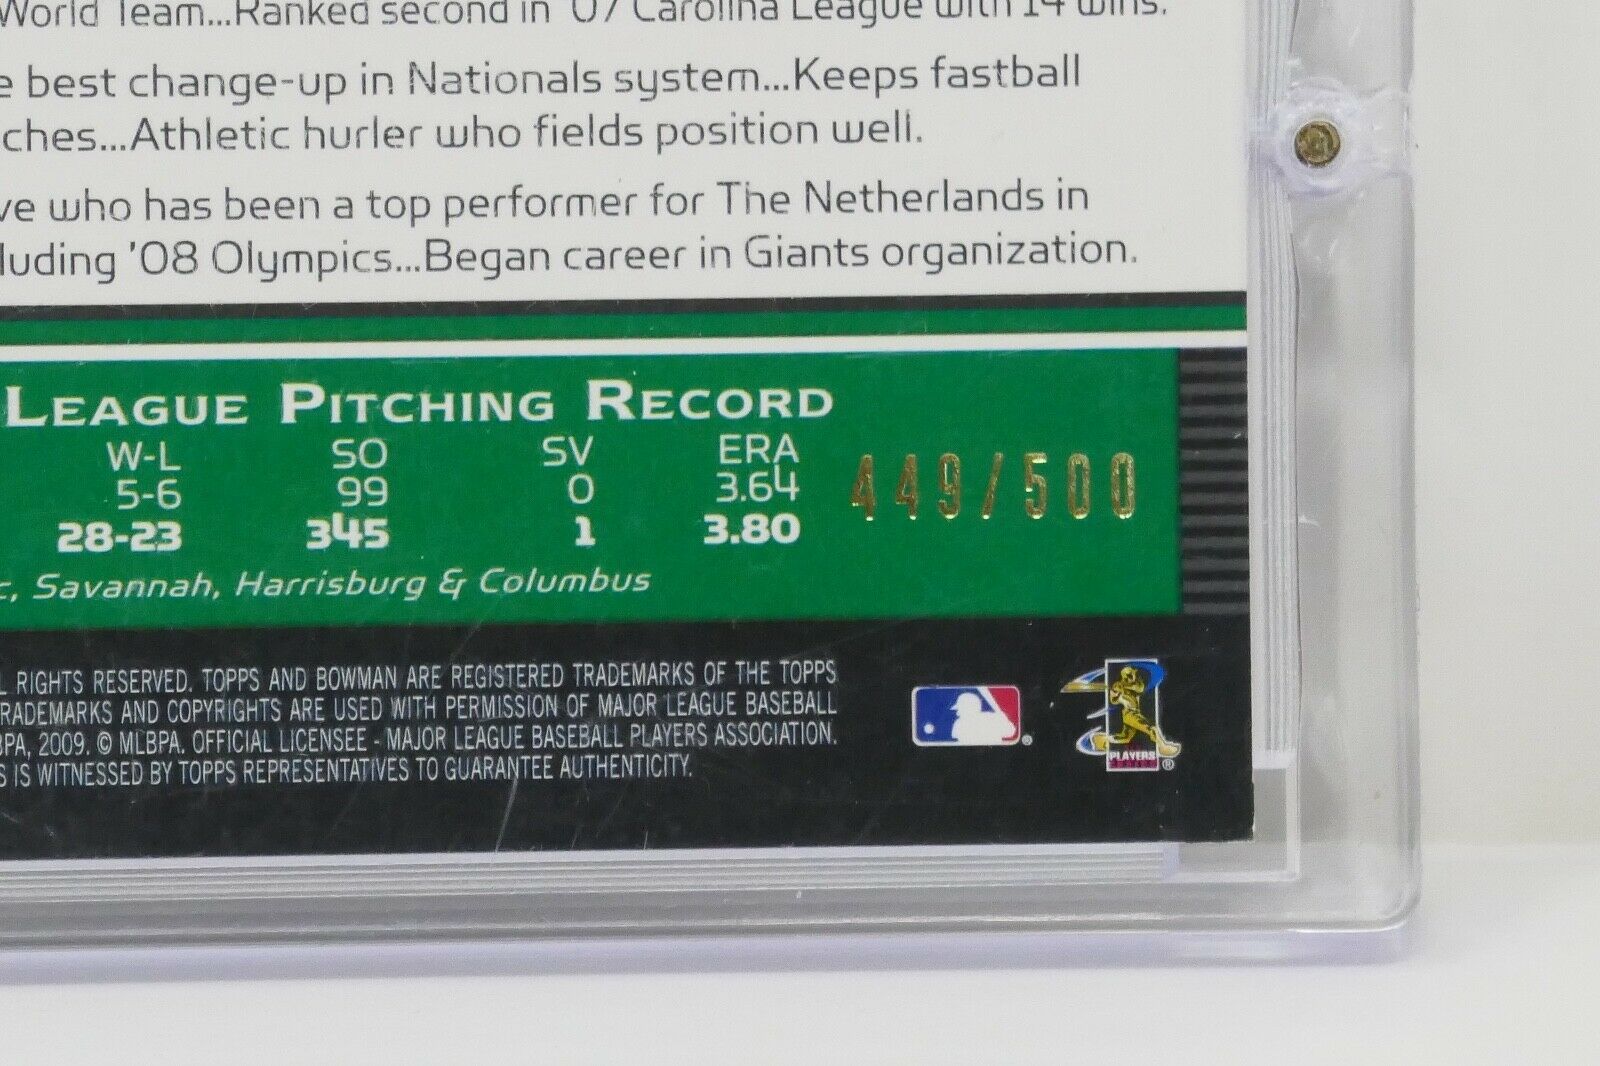 World Team...Ranked second in '07 Carolina League with 14 wins.
e best change-up in Nationals system...Keeps fastball
ches...Athletic hurler who fields position well.
ve who has been a top performer for The Netherlands in
luding '08 Olympics...Began career in Giants organization.
LEAGUE PITCHING RECORD
W-L SO SV ERA
5-6 99 0 3.64
28-23 345 1 3.80
449/500
c, Savannah, Harrisburg & Columbus
L RIGHTS RESERVED. TOPPS AND BOWMAN ARE REGISTERED TRADEMARKS OF THE TOPPS
RADEMARKS AND COPYRIGHTS ARE USED WITH PERMISSION OF MAJOR LEAGUE BASEBALL
BPA, 2009. © MLBPA. OFFICIAL LICENSEE - MAJOR LEAGUE BASEBALL PLAYERS ASSOCIATION.
S IS WITNESSED BY TOPPS REPRESENTATIVES TO GUARANTEE AUTHENTICITY.
®
PLAYERS
®